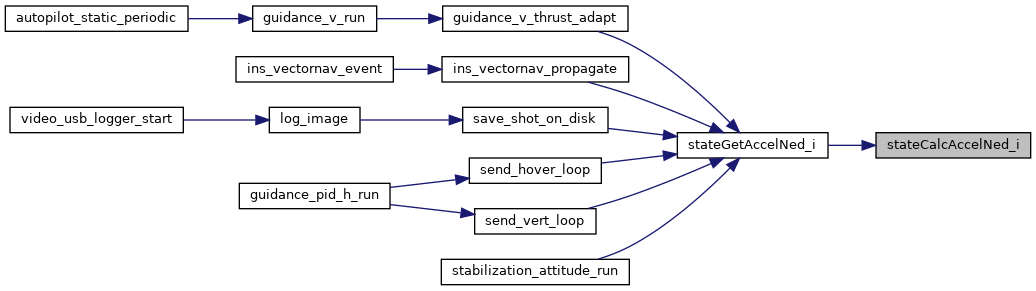 autopilot_static_periodic
guidance_v_run
guidance_v_thrust_adapt
ins_vectornav_event
ins_vectornav_propagate
video_usb_logger_start
log_image
save_shot_on_disk
stateGetAccelNed_i
stateCalcAccelNed_i
send_hover_loop
guidance_pid_h_run
send_vert_loop
stabilization_attitude_run